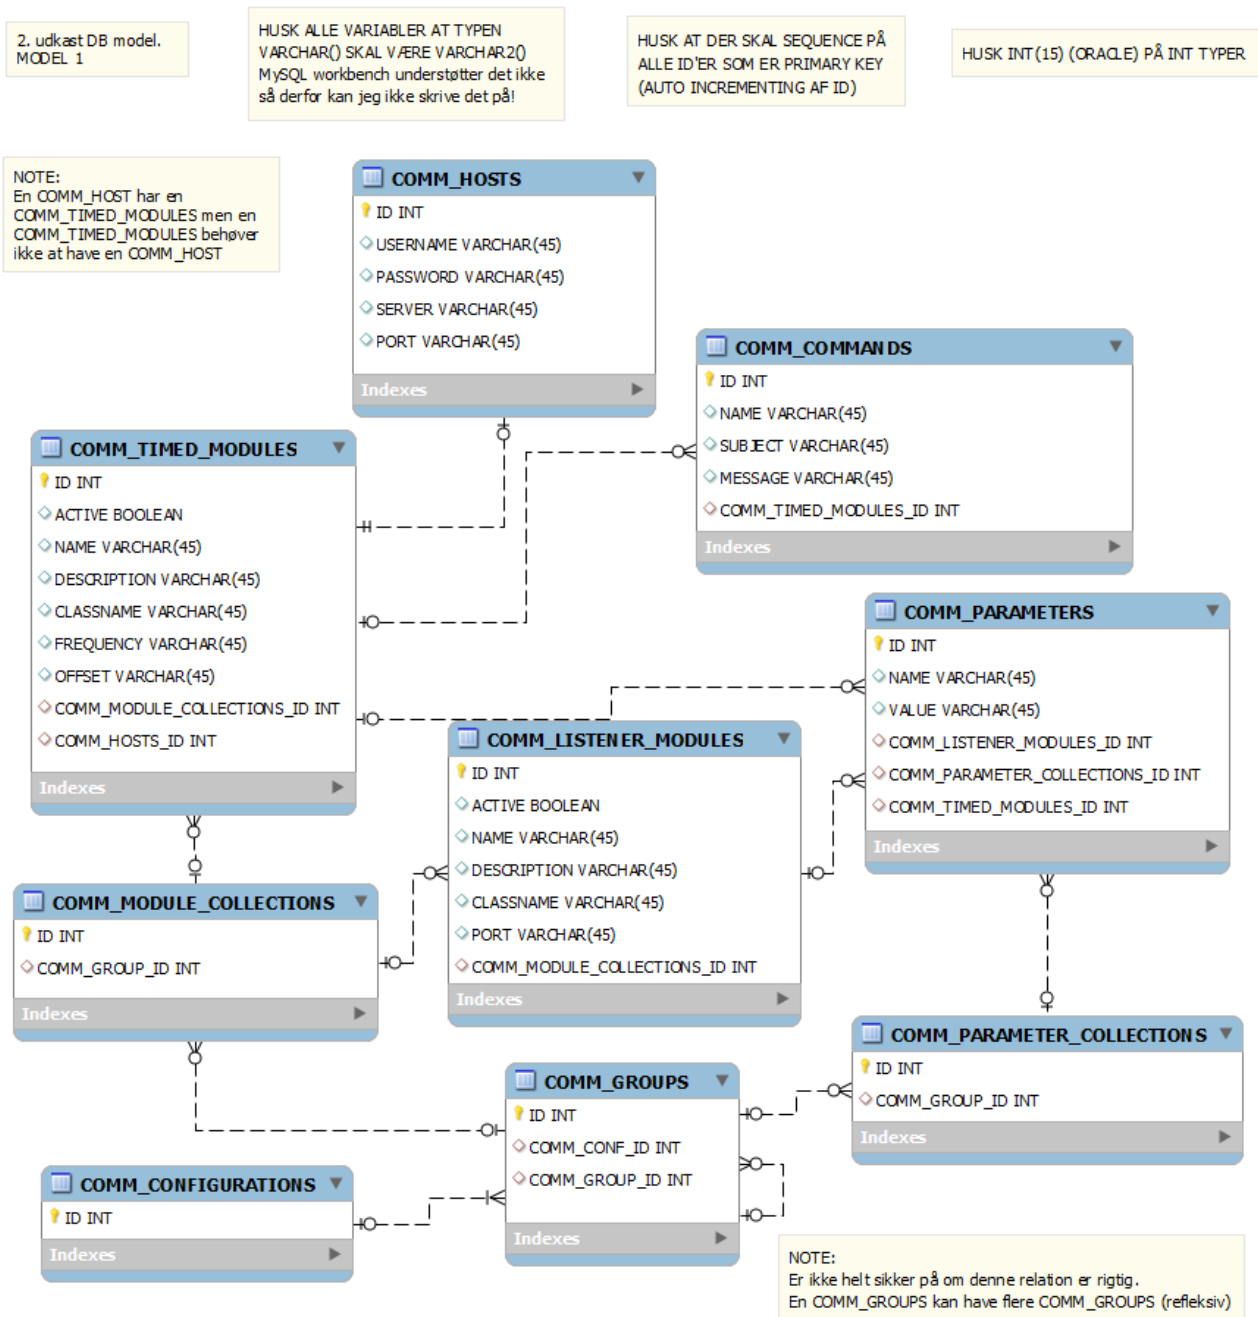 2. udkast DB model.
MODEL 1
HUSK ALLE VARIABLER AT TYPEN
VARCHAR() SKAL VÆRE VARCHAR2()
MySQL workbench understøtter det ikke
så derfor kan jeg ikke skrive det på!
HUSK AT DER SKAL SEQUENCE PÅ
ALLE ID'ER SOM ER PRIMARY KEY
(AUTO INCREMENTING AF ID)
HUSK INT(15) (ORACLE) PÅ INT TYPER
NOTE:
En COMM_HOST har en
COMM_TIMED_MODULES men en
COMM_TIMED_MODULES behøver
ikke at have en COMM_HOST
COMM_HOSTS
ID INT
USERNAME VARCHAR(45)
PASSWORD VARCHAR(45)
SERVER VARCHAR(45)
PORT VARCHAR(45)
Indexes
COMM_COMMANDS
ID INT
NAME VARCHAR(45)
SUBJECT VARCHAR(45)
MESSAGE VARCHAR(45)
COMM_TIMED_MODULES_ID INT
Indexes
COMM_TIMED_MODULES
ID INT
ACTIVE BOOLEAN
NAME VARCHAR(45)
DESCRIPTION VARCHAR(45)
CLASSNAME VARCHAR(45)
FREQUENCY VARCHAR(45)
OFFSET VARCHAR(45)
COMM_MODULE_COLLECTIONS_ID INT
COMM_HOSTS_ID INT
Indexes
COMM_PARAMETERS
ID INT
NAME VARCHAR(45)
VALUE VARCHAR(45)
COMM_LISTENER_MODULES_ID INT
COMM_PARAMETER_COLLECTIONS_ID INT
COMM_TIMED_MODULES_ID INT
Indexes
COMM_LISTENER_MODULES
ID INT
ACTIVE BOOLEAN
NAME VARCHAR(45)
DESCRIPTION VARCHAR(45)
CLASSNAME VARCHAR(45)
PORT VARCHAR(45)
COMM_MODULE_COLLECTIONS_ID INT
Indexes
COMM_MODULE_COLLECTIONS
ID INT
COMM_GROUP_ID INT
Indexes
COMM_PARAMETER_COLLECTIONS
ID INT
COMM_GROUP_ID INT
Indexes
COMM_GROUPS
ID INT
COMM_CONF_ID INT
COMM_GROUP_ID INT
Indexes
COMM_CONFIGURATIONS
ID INT
Indexes
NOTE:
Er ikke helt sikker på om denne relation er rigtig.
En COMM_GROUPS kan have flere COMM_GROUPS (refleksiv)